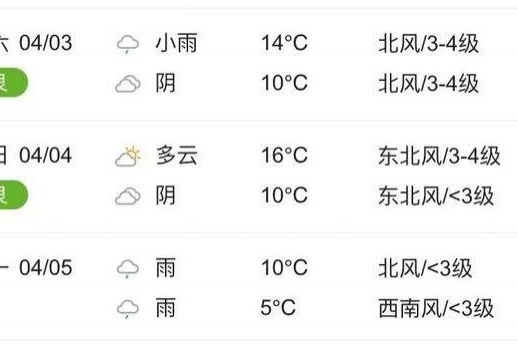 六 04/03 小雨 14°C 北风/3-4级
良 阴 10°C 北风/3-4级
日 04/04 多云 16°C 东北风/3-4级
良 阴 10°C 东北风/<3级
一 04/05 雨 10°C 北风/<3级
雨 5°C 西南风/<3级